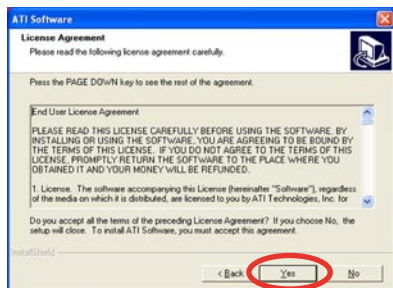 ATI Software
License Agreement
Please read the following license agreement carefully.
Press the PAGE DOWN key to see the rest of the agreement.
End User License Agreement
PLEASE READ THIS LICENSE CAREFULLY BEFORE USING THE SOFTWARE. BY
INSTALLING OR USING THE SOFTWARE, YOU ARE AGREEING TO BE BOUND BY
THE TERMS OF THIS LICENSE. IF YOU DO NOT AGREE TO THE TERMS OF THIS
LICENSE, PROMPTLY RETURN THE SOFTWARE TO THE PLACE WHERE YOU
OBTAINED IT AND YOUR MONEY WILL BE REFUNDED.
1. License. The software accompanying this License (hereinafter "Software"), regardless
of the media on which it is distributed, are licensed to you by ATI Technologies, Inc. for
Do you accept all the terms of the preceding License Agreement? If you choose No, the
setup will close. To install ATI Software, you must accept this agreement.
InstallShield
< Back Yes No